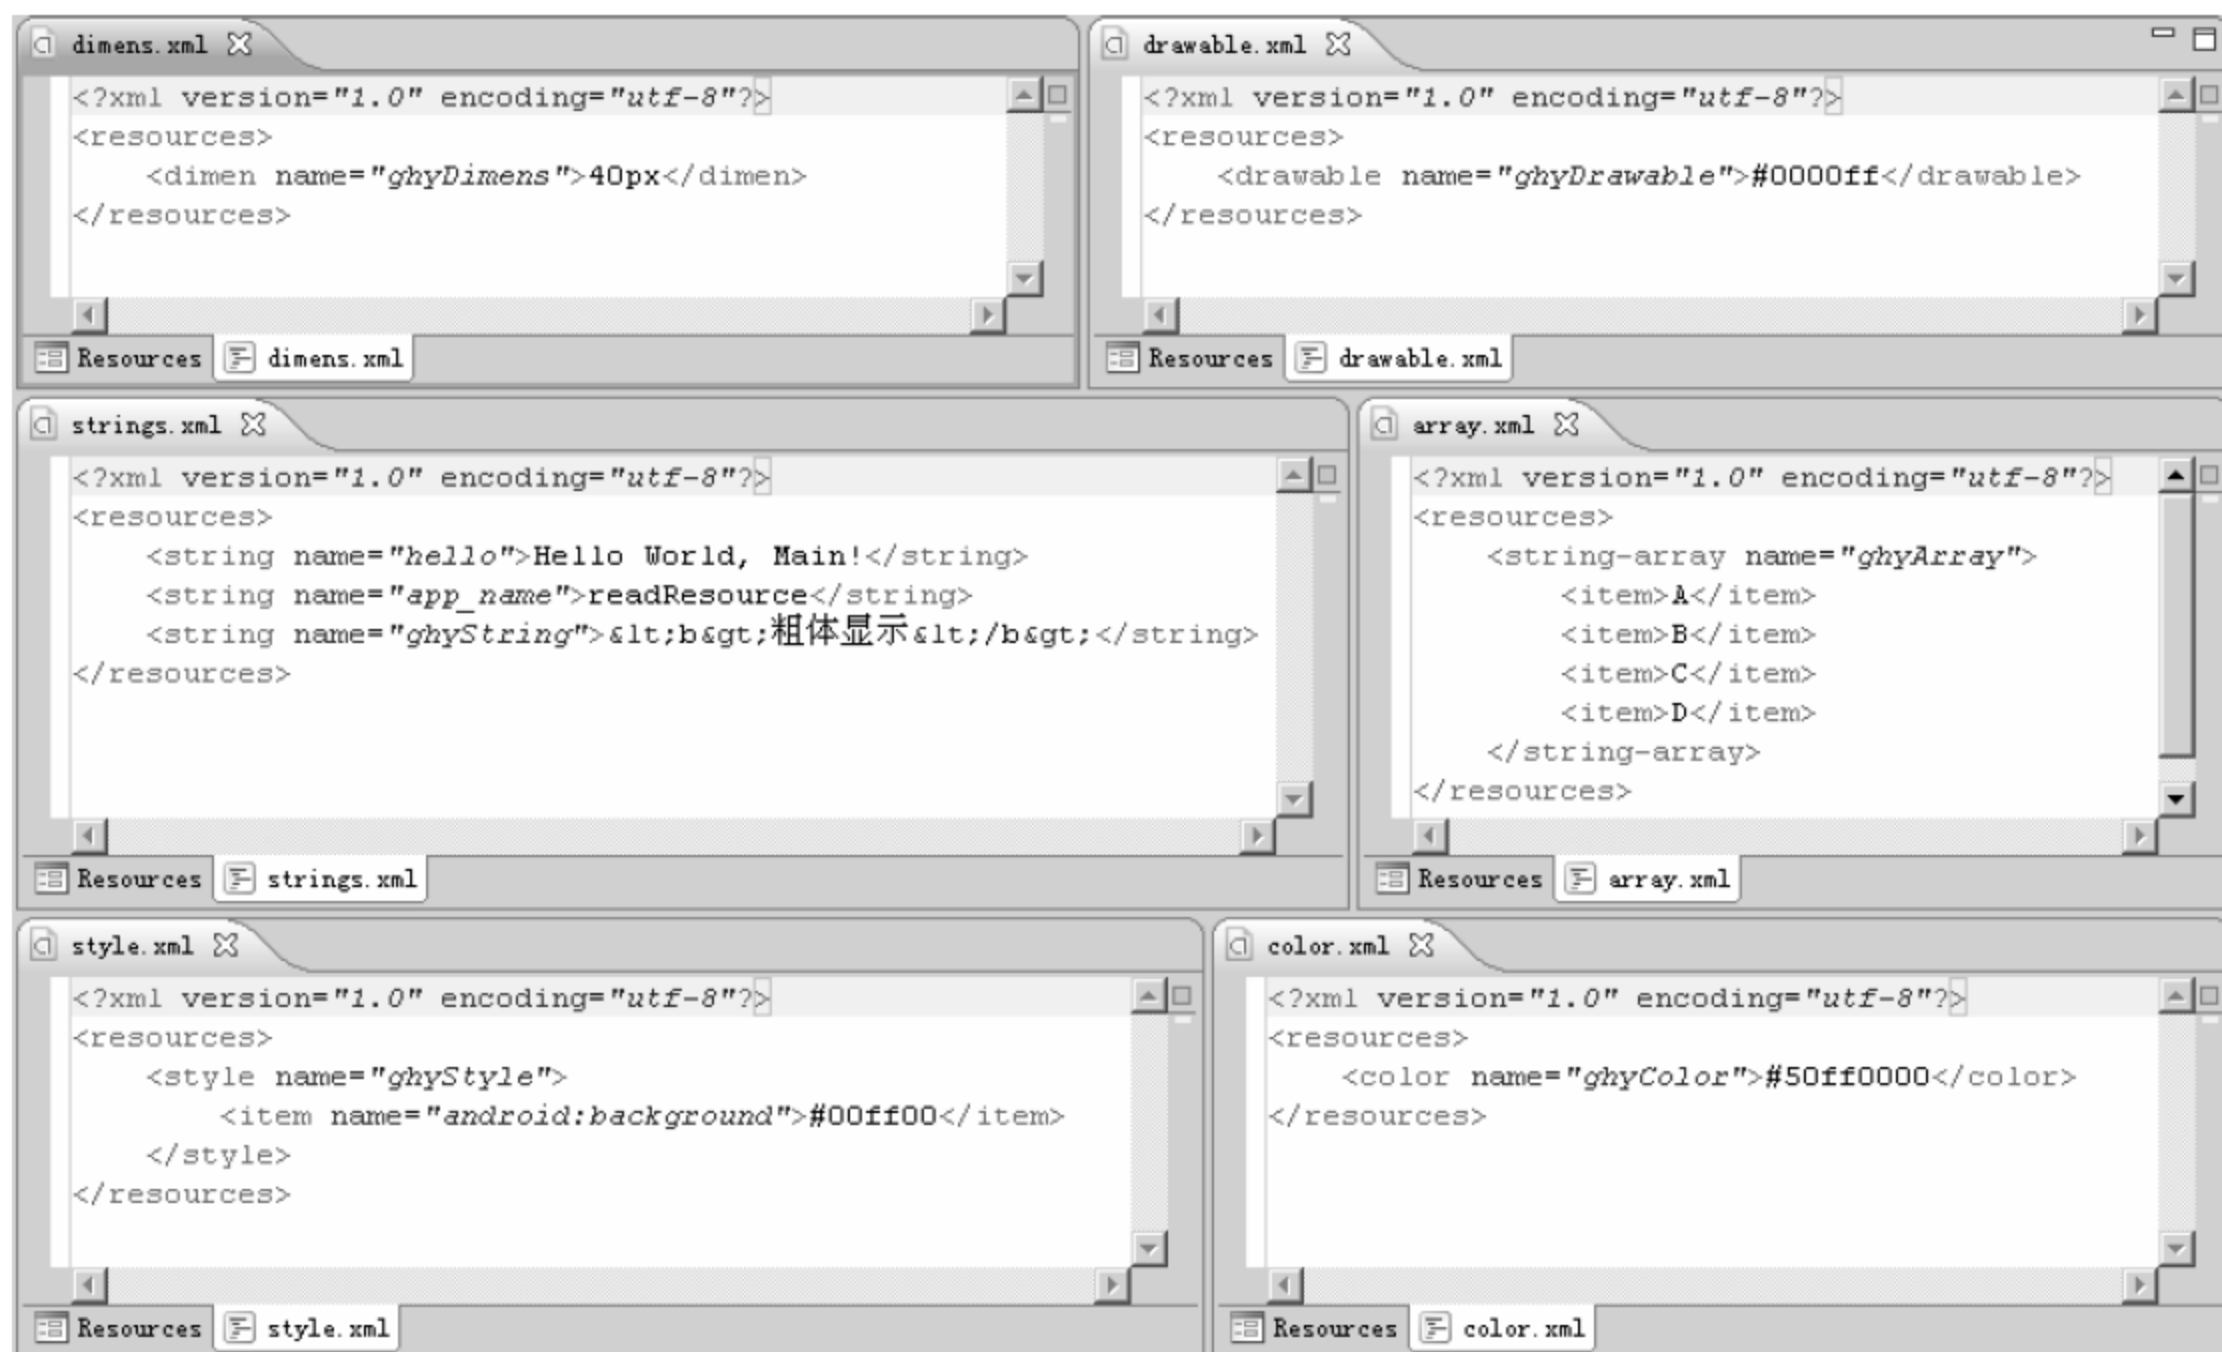 dimens.xml
<?xml version="1.0" encoding="utf-8"?>
<resources>
    <dimen name="ghyDimens">40px</dimen>
</resources>
Resources dimens.xml
drawable.xml
<?xml version="1.0" encoding="utf-8"?>
<resources>
    <drawable name="ghyDrawable">#0000ff</drawable>
</resources>
Resources drawable.xml
strings.xml
<?xml version="1.0" encoding="utf-8"?>
<resources>
    <string name="hello">Hello World, Main!</string>
    <string name="app_name">readResource</string>
    <string name="ghyString">&lt;b&gt;粗体显示&lt;/b&gt;</string>
</resources>
Resources strings.xml
array.xml
<?xml version="1.0" encoding="utf-8"?>
<resources>
    <string-array name="ghyArray">
        <item>A</item>
        <item>B</item>
        <item>C</item>
        <item>D</item>
    </string-array>
</resources>
Resources array.xml
style.xml
<?xml version="1.0" encoding="utf-8"?>
<resources>
    <style name="ghyStyle">
        <item name="android:background">#00ff00</item>
    </style>
</resources>
Resources style.xml
color.xml
<?xml version="1.0" encoding="utf-8"?>
<resources>
    <color name="ghyColor">#50ff0000</color>
</resources>
Resources color.xml